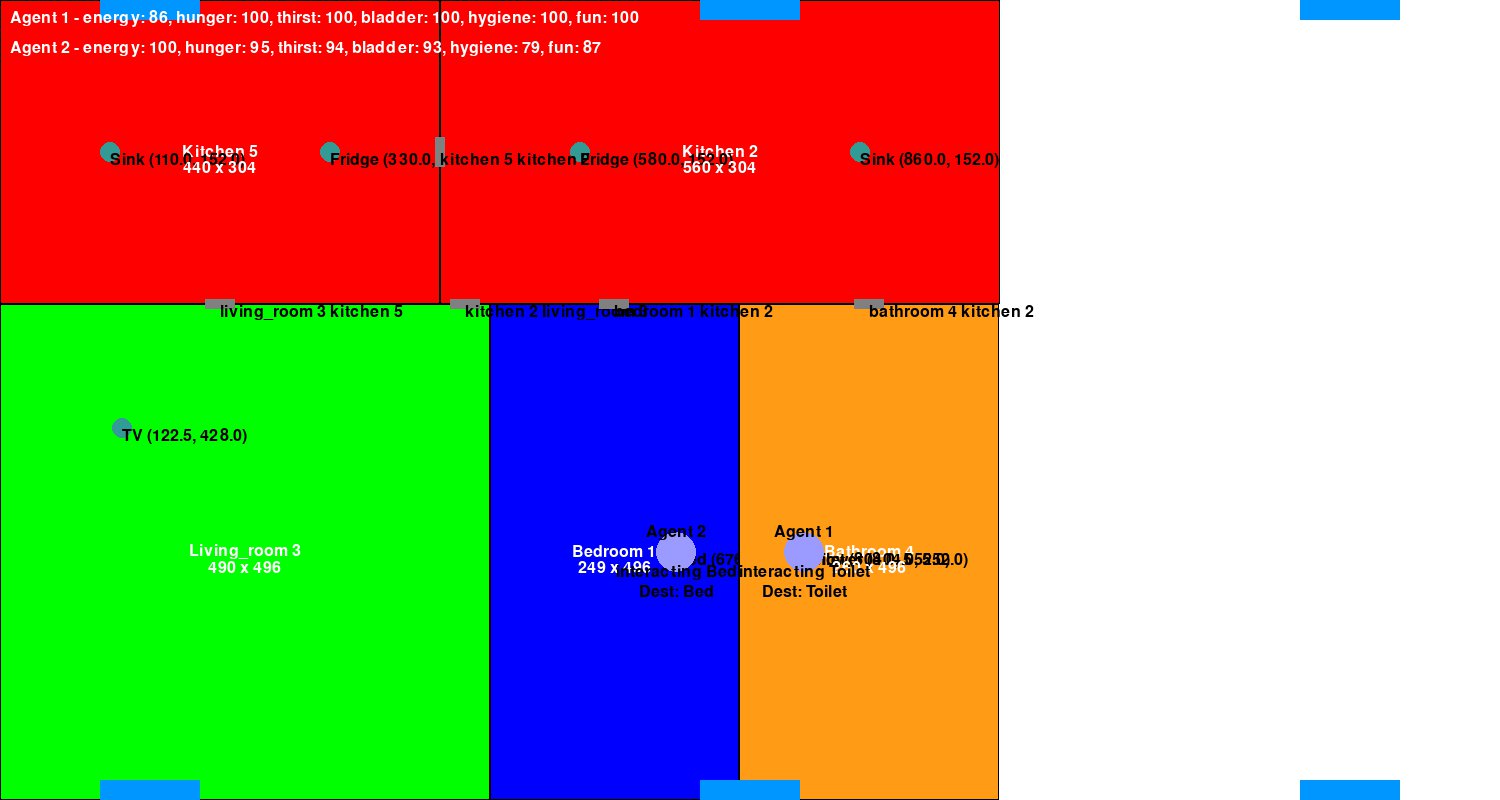 Agent 1 - energy: 86, hunger: 100, thirst: 100, bladder: 100, hygiene: 100, fun: 100
Agent 2 - energy: 100, hunger: 95, thirst: 94, bladder: 93, hygiene: 79, fun: 87
Kitchen 5
Sink (110.0, 152.0)
Fridge (330.0,
kitchen 5 kitchen 2
440 x 304
Kitchen 2
Fridge (580.0, 152.0)
Sink (860.0, 152.0)
560 x 304
living_room 3 kitchen 5
kitchen 2 living_room 3
bedroom 1 kitchen 2
bathroom 4 kitchen 2
TV (122.5, 428.0)
Agent 2
Agent 1
Living_room 3
490 x 496
Bedroom 1
249 x 496
Bathroom 4
x 496
Interacting Bed
Interacting Toilet
Dest: Bed
Dest: Toilet